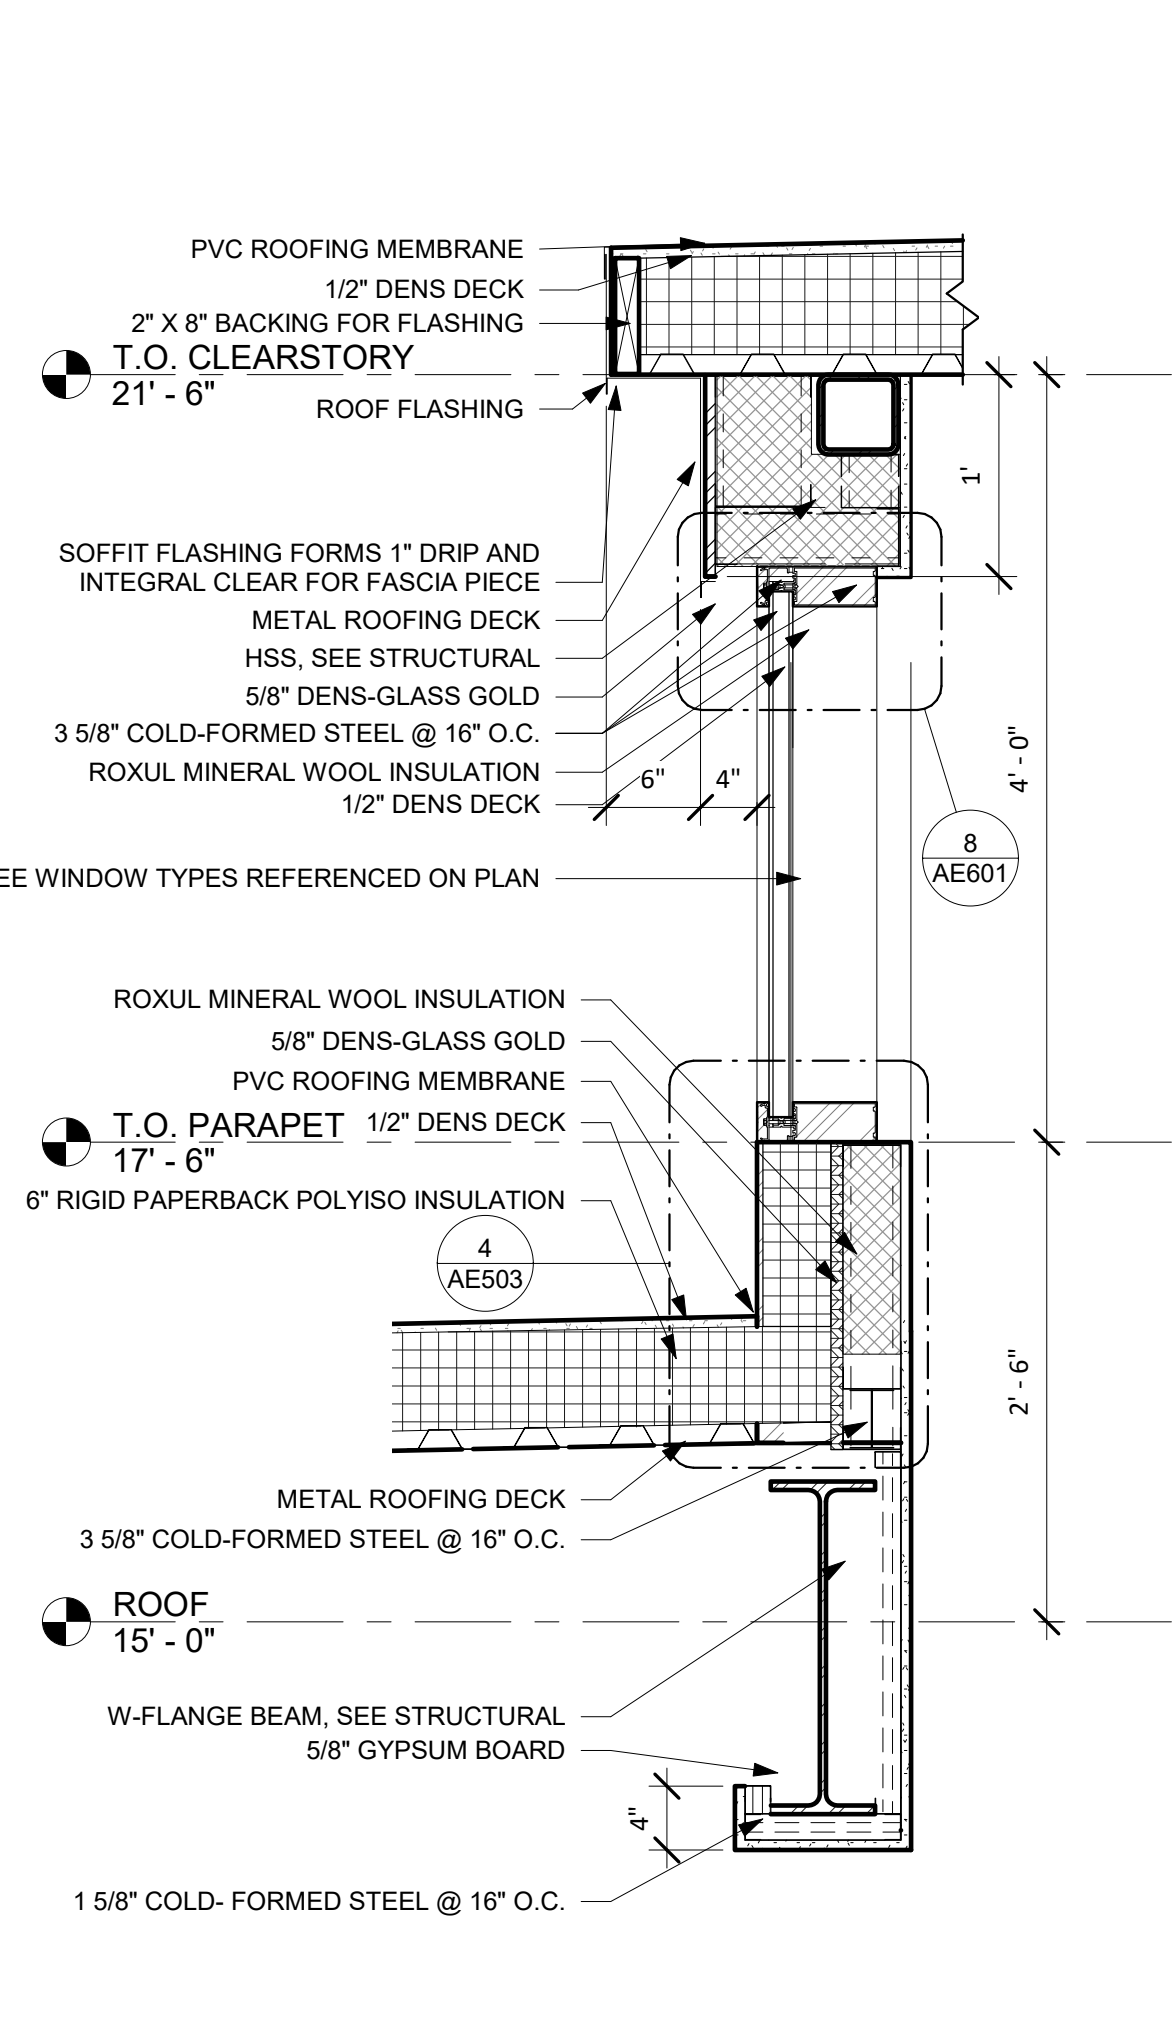 PVC ROOFING MEMBRANE
1/2" DENS DECK
2" X 8" BACKING FOR FLASHING
T.O. CLEARSTORY
21' - 6"
ROOF FLASHING
1'
SOFFIT FLASHING FORMS 1" DRIP AND
INTEGRAL CLEAR FOR FASCIA PIECE
METAL ROOFING DECK
HSS, SEE STRUCTURAL
5/8" DENS-GLASS GOLD
3 5/8" COLD-FORMED STEEL @ 16" O.C.
ROXUL MINERAL WOOL INSULATION
1/2" DENS DECK
6"
4"
4' - 0"
8
AE601
EE WINDOW TYPES REFERENCED ON PLAN
ROXUL MINERAL WOOL INSULATION
5/8" DENS-GLASS GOLD
PVC ROOFING MEMBRANE
T.O. PARAPET
1/2" DENS DECK
17' - 6"
6" RIGID PAPERBACK POLYISO INSULATION
4
AE503
2' - 6"
METAL ROOFING DECK
3 5/8" COLD-FORMED STEEL @ 16" O.C.
ROOF
15' - 0"
W-FLANGE BEAM, SEE STRUCTURAL
5/8" GYPSUM BOARD
4"
1 5/8" COLD- FORMED STEEL @ 16" O.C.